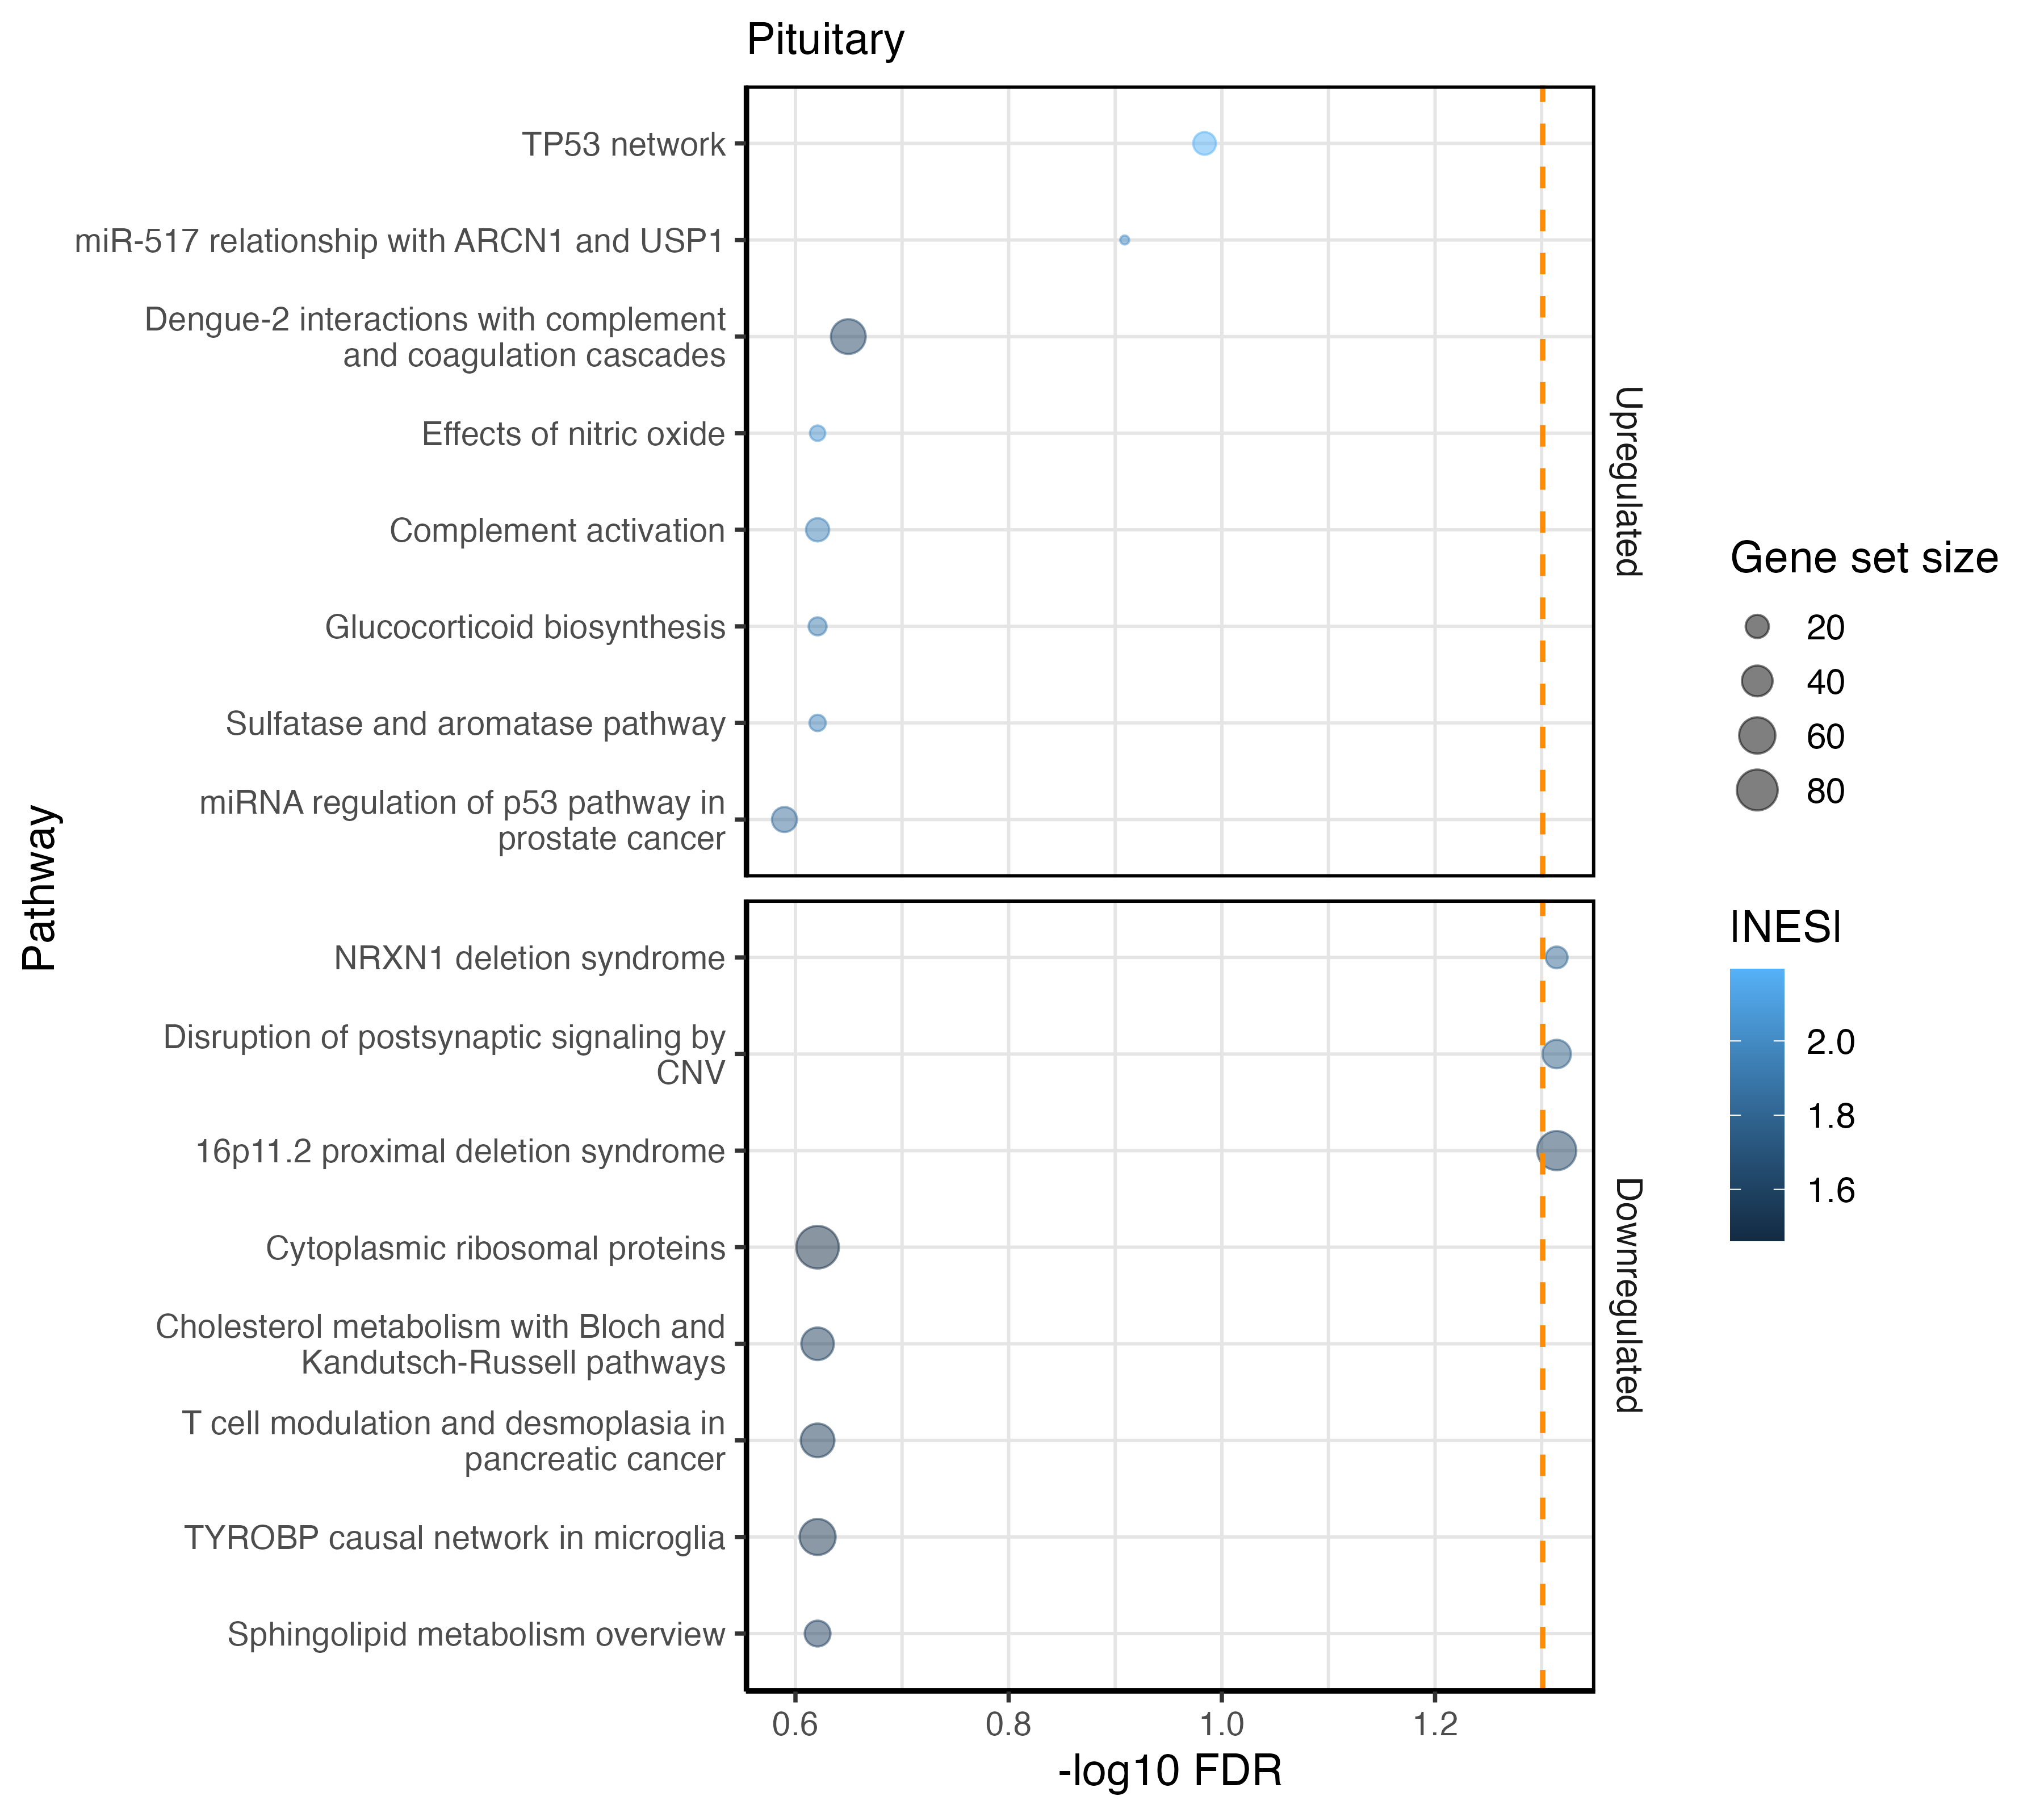 Pituitary
TP53 network
miR-517 relationship with ARCN1 and USP1
Dengue-2 interactions with complement
and coagulation cascades
Effects of nitric oxide
Complement activation
Glucocorticoid biosynthesis
Sulfatase and aromatase pathway
miRNA regulation of p53 pathway in
prostate cancer
Upregulated
NRXN1 deletion syndrome
Disruption of postsynaptic signaling by
CNV
16p11.2 proximal deletion syndrome
Cytoplasmic ribosomal proteins
Cholesterol metabolism with Bloch and
Kandutsch-Russell pathways
T cell modulation and desmoplasia in
pancreatic cancer
TYROBP causal network in microglia
Sphingolipid metabolism overview
Downregulated
Pathway
0.6 0.8 1.0 1.2
-log10 FDR
Gene set size
20
40
60
80
|NES|
2.0
1.8
1.6